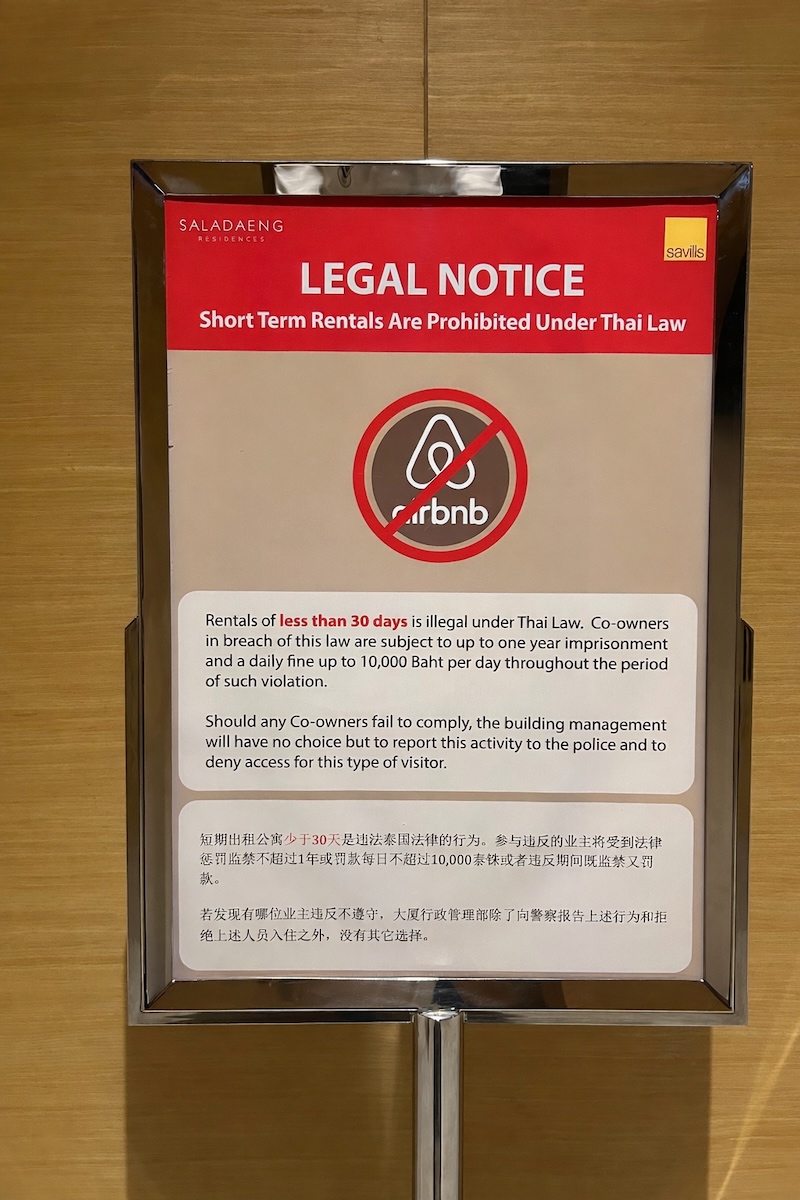 SALADAENG
RESIDENCES
savills
LEGAL NOTICE
Short Term Rentals Are Prohibited Under Thai Law
airbnb
Rentals of less than 30 days is illegal under Thai Law. Co-owners
in breach of this law are subject to up to one year imprisonment
and a daily fine up to 10,000 Baht per day throughout the period
of such violation.
Should any Co-owners fail to comply, the building management
will have no choice but to report this activity to the police and to
deny access for this type of visitor.
短期出租公寓少于30天是违法泰国法律的行为。参与违反的业主将受到法律
惩罚监禁不超过1年或罚款每日不超过10,000泰铢或者违反期间既监禁又罚
款。
若发现有哪位业主违反不遵守，大厦行政管理部除了向警察报告上述行为和拒
绝上述人员入住之外，没有其它选择。